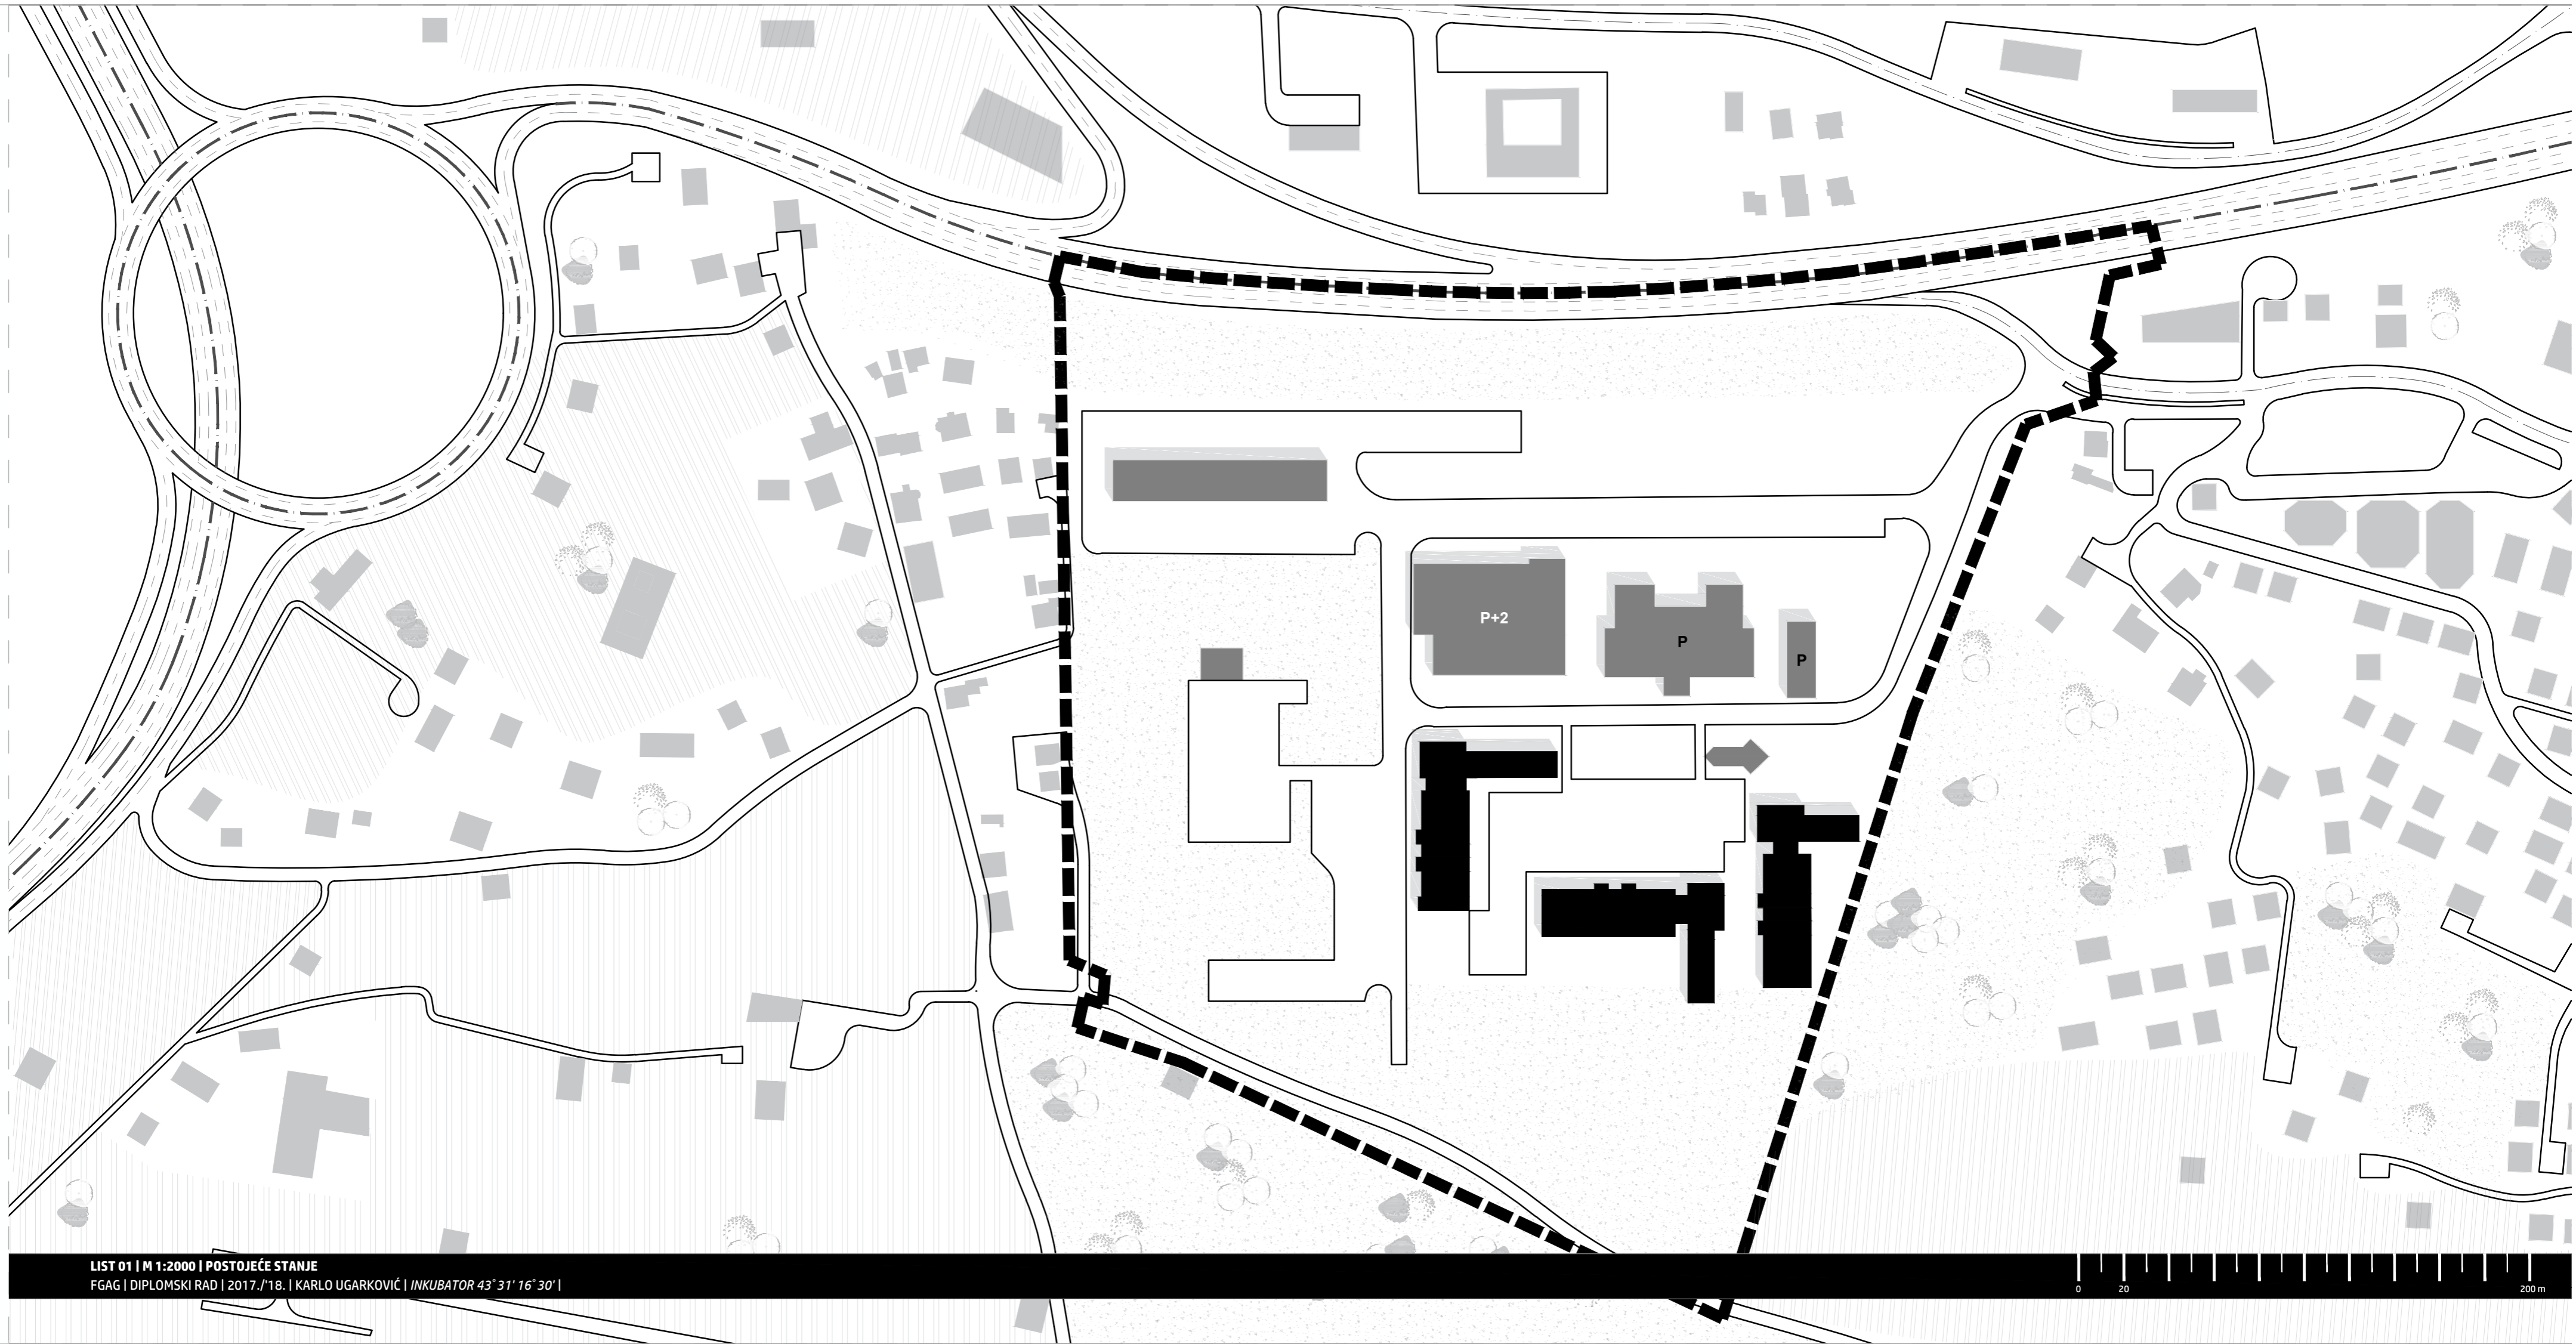 P+2
P
P
LIST 01 | M 1:2000 | POSTOJEĆE STANJE
FGAG | DIPLOMSKI RAD | 2017./'18. | KARLO UGARKOVIĆ | INKUBATOR 43° 31' 16° 30' |
0 20 200 m